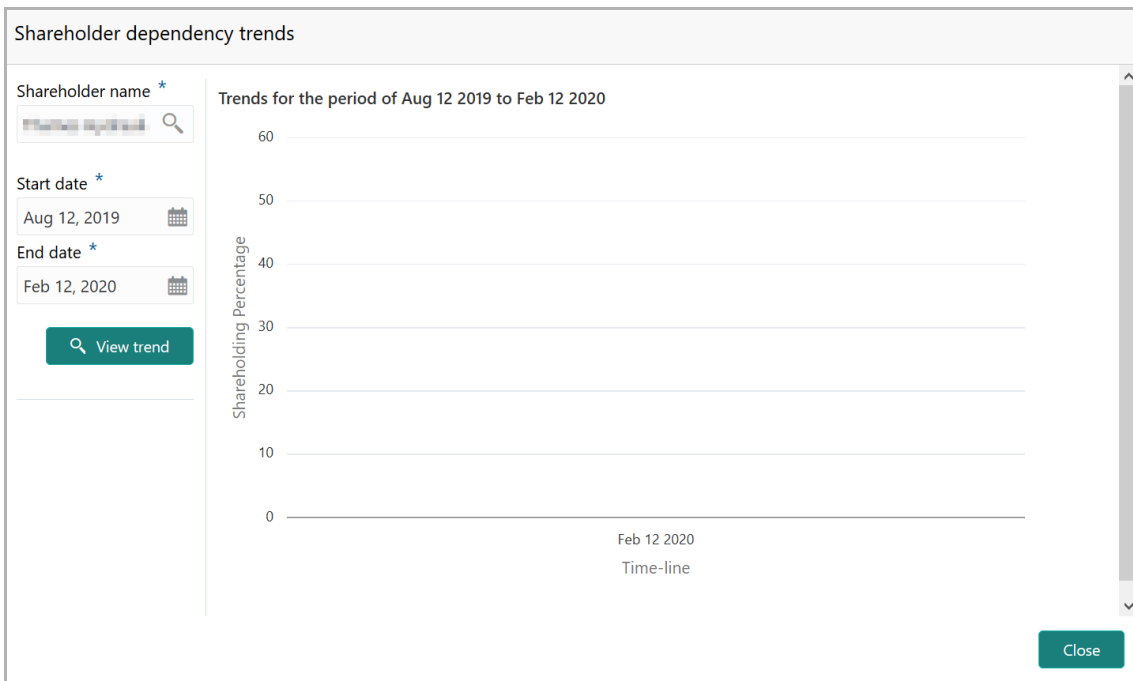 Shareholder dependency trends
Shareholder name *
Start date *
Aug 12, 2019
End date *
Feb 12, 2020
View trend
Trends for the period of Aug 12 2019 to Feb 12 2020
60
50
40
30
20
10
0
Shareholding Percentage
Feb 12 2020
Time-line
Close